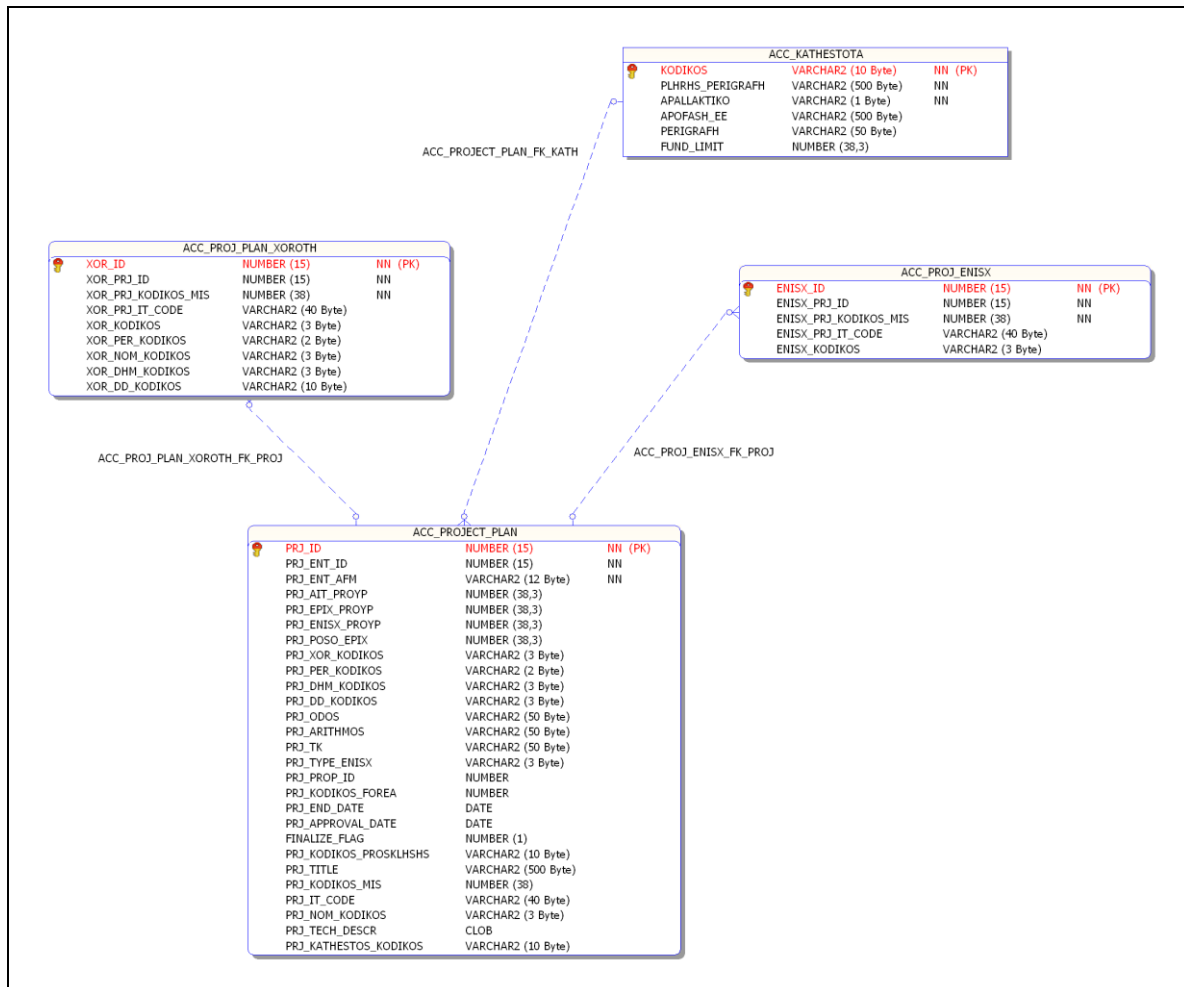 ACC_KATHESTOTA
KODIKOS VARCHAR2 (10 Byte) NN (PK)
PLHRHS_PERIGRAFH VARCHAR2 (500 Byte) NN
APALLAKTIKO VARCHAR2 (1 Byte) NN
APOFASH_EE VARCHAR2 (500 Byte)
PERIGRAFH VARCHAR2 (50 Byte)
FUND_LIMIT NUMBER (38,3)
ACC_PROJECT_PLAN_FK_KATH
ACC_PROJ_PLAN_XOROTH
XOR_ID NUMBER (15) NN (PK)
XOR_PRJ_ID NUMBER (15) NN
XOR_PRJ_KODIKOS_MIS NUMBER (38) NN
XOR_PRJ_IT_CODE VARCHAR2 (40 Byte)
XOR_KODIKOS VARCHAR2 (3 Byte)
XOR_PER_KODIKOS VARCHAR2 (2 Byte)
XOR_NOM_KODIKOS VARCHAR2 (3 Byte)
XOR_DHM_KODIKOS VARCHAR2 (3 Byte)
XOR_DD_KODIKOS VARCHAR2 (10 Byte)
ACC_PROJ_ENISX
ENISX_ID NUMBER (15) NN (PK)
ENISX_PRJ_ID NUMBER (15) NN
ENISX_PRJ_KODIKOS_MIS NUMBER (38) NN
ENISX_PRJ_IT_CODE VARCHAR2 (40 Byte)
ENISX_KODIKOS VARCHAR2 (3 Byte)
ACC_PROJ_PLAN_XOROTH_FK_PROJ
ACC_PROJ_ENISX_FK_PROJ
ACC_PROJECT_PLAN
PRJ_ID NUMBER (15) NN (PK)
PRJ_ENT_ID NUMBER (15) NN
PRJ_ENT_AFM VARCHAR2 (12 Byte) NN
PRJ_AIT_PROYP NUMBER (38,3)
PRJ_EPIX_PROYP NUMBER (38,3)
PRJ_ENISX_PROYP NUMBER (38,3)
PRJ_POSO_EPIX NUMBER (38,3)
PRJ_XOR_KODIKOS VARCHAR2 (3 Byte)
PRJ_PER_KODIKOS VARCHAR2 (2 Byte)
PRJ_DHM_KODIKOS VARCHAR2 (3 Byte)
PRJ_DD_KODIKOS VARCHAR2 (3 Byte)
PRJ_ODOS VARCHAR2 (50 Byte)
PRJ_ARITHMOS VARCHAR2 (50 Byte)
PRJ_TK VARCHAR2 (50 Byte)
PRJ_TYPE_ENISX VARCHAR2 (3 Byte)
PRJ_PROP_ID NUMBER
PRJ_KODIKOS_FOREA NUMBER
PRJ_END_DATE DATE
PRJ_APPROVAL_DATE DATE
FINALIZE_FLAG NUMBER (1)
PRJ_KODIKOS_PROSKLHSHS VARCHAR2 (10 Byte)
PRJ_TITLE VARCHAR2 (500 Byte)
PRJ_KODIKOS_MIS NUMBER (38)
PRJ_IT_CODE VARCHAR2 (40 Byte)
PRJ_NOM_KODIKOS VARCHAR2 (3 Byte)
PRJ_TECH_DESCR CLOB
PRJ_KATHESTOS_KODIKOS VARCHAR2 (10 Byte)